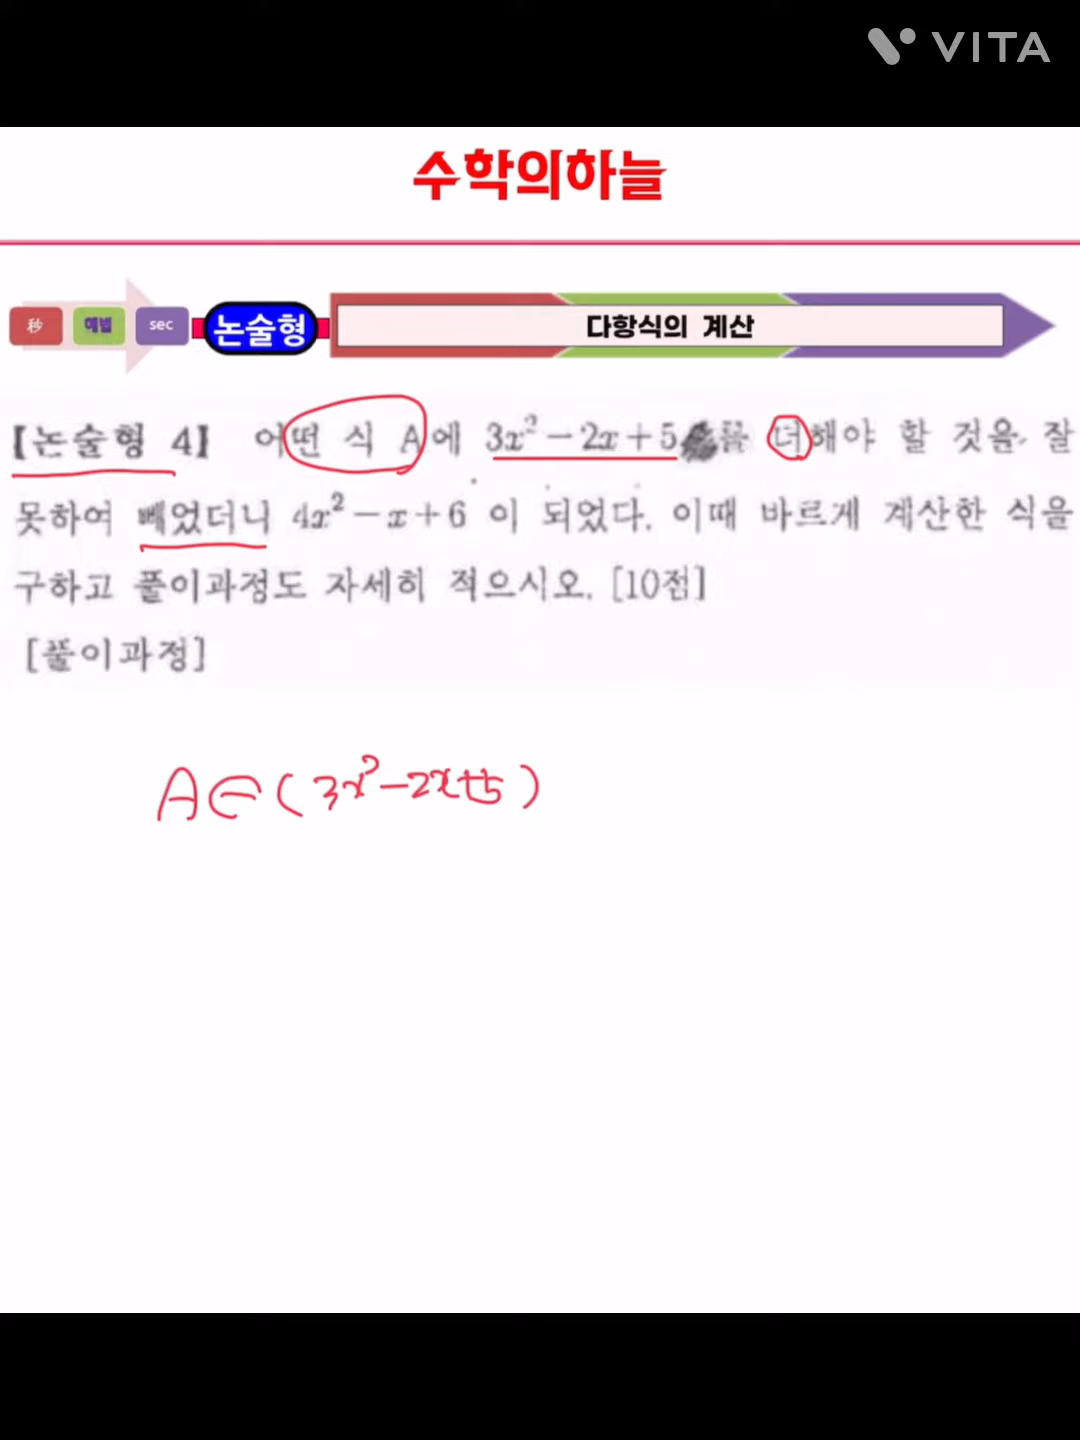 VITA
수학의하늘
秒 해법 sec 논술형 다항식의 계산
【논술형 4】 어떤 식 A에 3x² - 2x + 5를 더해야 할 것을 잘
못하여 빼었더니 4x² - x + 6 이 되었다. 이때 바르게 계산한 식을
구하고 풀이과정도 자세히 적으시오. [10점]
[풀이과정]
A - ( 3x² - 2x + 5 )